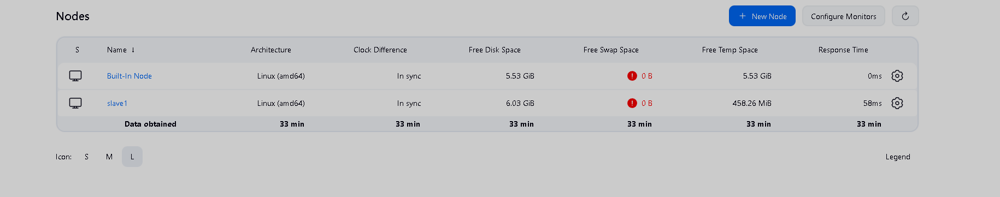 Nodes
+ New Node
Configure Monitors
S Name ↓ Architecture Clock Difference Free Disk Space Free Swap Space Free Temp Space Response Time
Built-In Node Linux (amd64) In sync 5.53 GiB 0 B 5.53 GiB 0ms
slave1 Linux (amd64) In sync 6.03 GiB 0 B 458.26 MiB 58ms
Data obtained 33 min 33 min 33 min 33 min 33 min 33 min
Icon: S M L Legend